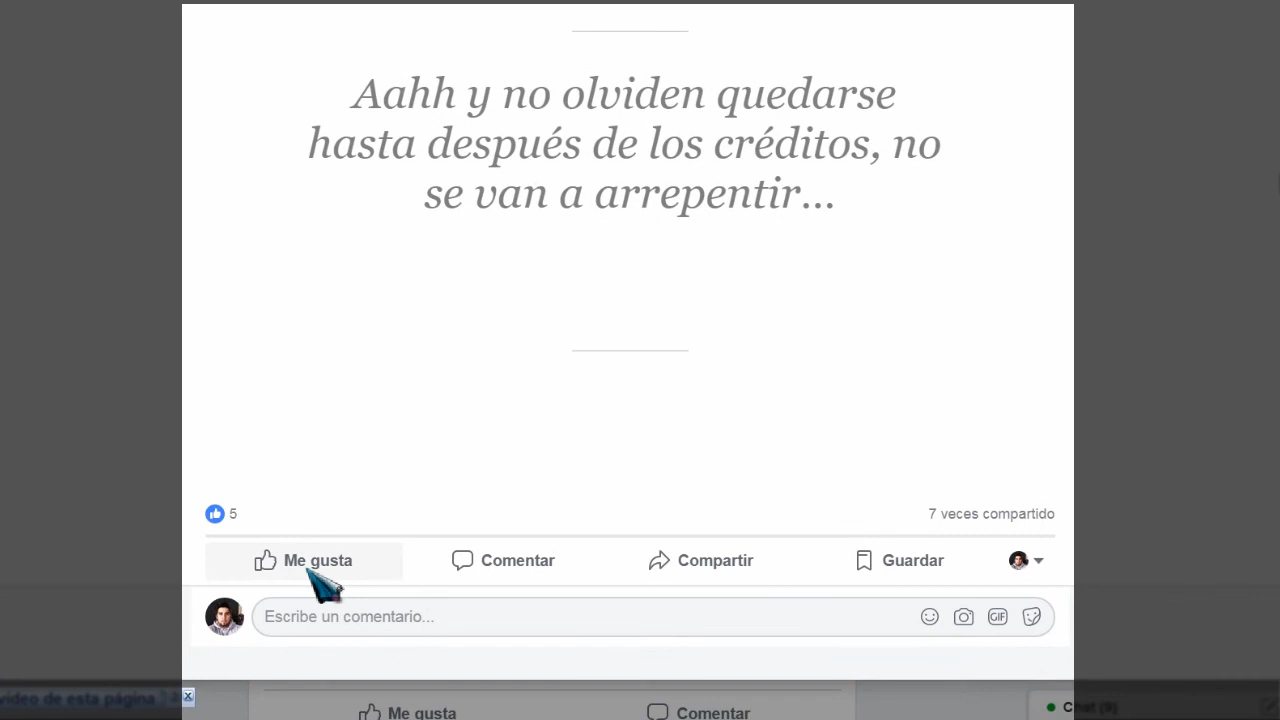 Aahh y no olviden quedarse
hasta después de los créditos, no
se van a arrepentir...
5
7 veces compartido
Me gusta
Comentar
Compartir
Guardar
Escribe un comentario...
GIF
video de esta página
Me gusta
Comentar
Chat (9)